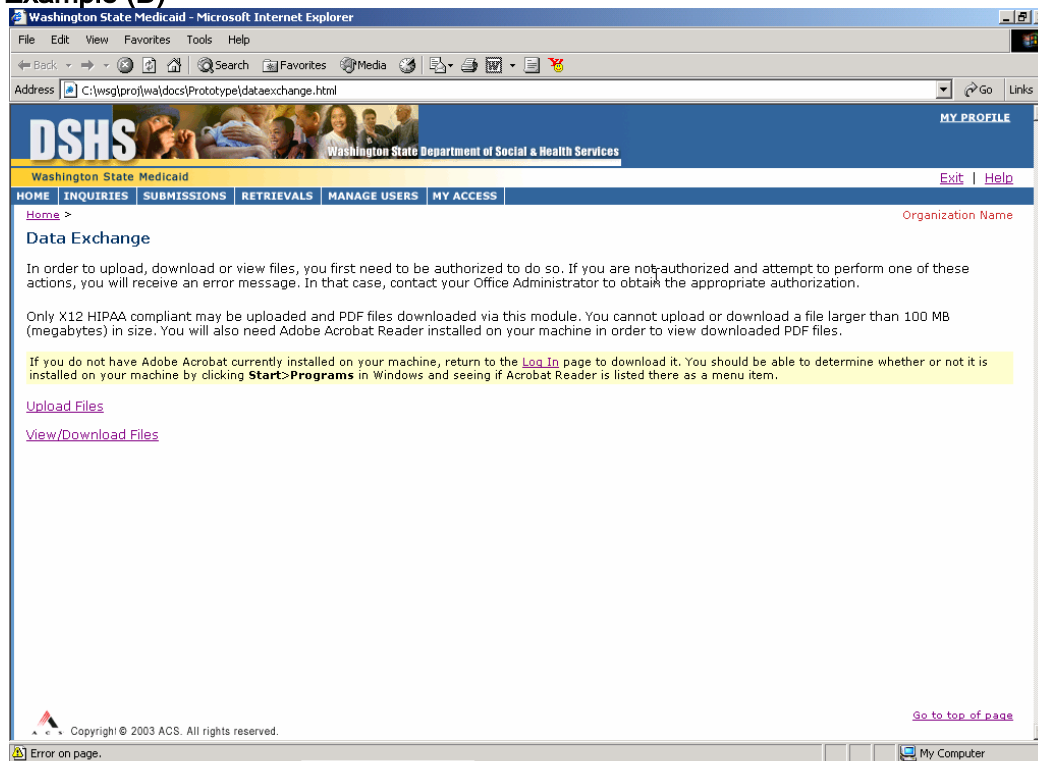 Example (B)
Washington State Medicaid - Microsoft Internet Explorer
File Edit View Favorites Tools Help
Back Search Favorites Media
Address C:\wsg\proj\wa\docs\Prototype\dataexchange.html Go Links
MY PROFILE
DSHS Washington State Department of Social & Health Services
Washington State Medicaid Exit | Help
HOME INQUIRIES SUBMISSIONS RETRIEVALS MANAGE USERS MY ACCESS
Home > Organization Name
Data Exchange
In order to upload, download or view files, you first need to be authorized to do so. If you are not authorized and attempt to perform one of these
actions, you will receive an error message. In that case, contact your Office Administrator to obtain the appropriate authorization.
Only X12 HIPAA compliant may be uploaded and PDF files downloaded via this module. You cannot upload or download a file larger than 100 MB
(megabytes) in size. You will also need Adobe Acrobat Reader installed on your machine in order to view downloaded PDF files.
If you do not have Adobe Acrobat currently installed on your machine, return to the Log In page to download it. You should be able to determine whether or not it is
installed on your machine by clicking Start>Programs in Windows and seeing if Acrobat Reader is listed there as a menu item.
Upload Files
View/Download Files
Go to top of page
A C S Copyright © 2003 ACS. All rights reserved.
Error on page. My Computer